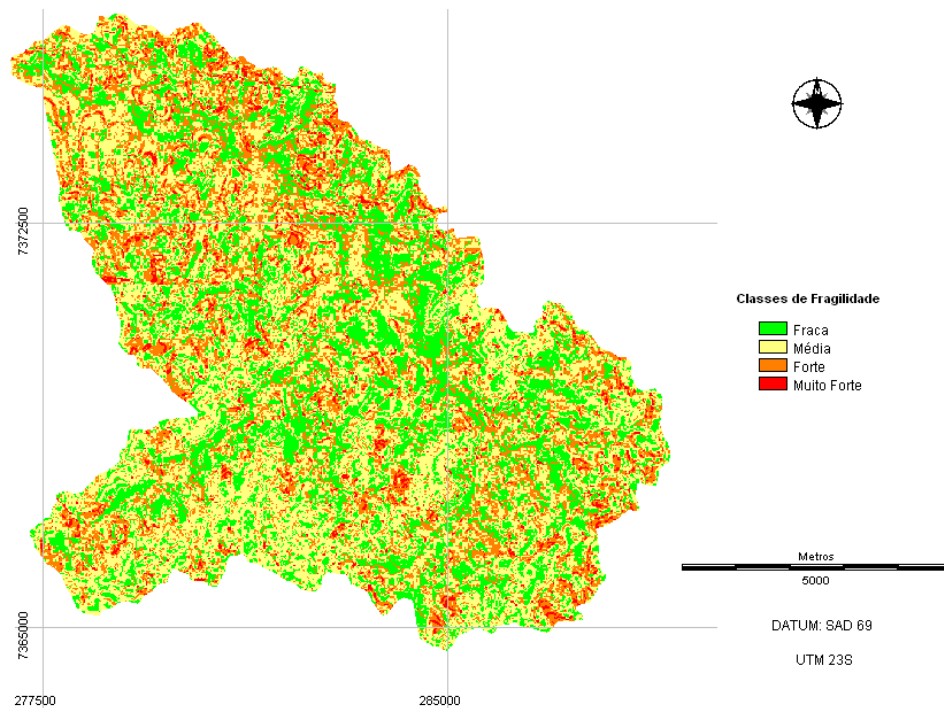 7372500
Classes de Fragilidade
Fraca
Média
Forte
Muito Forte
Metros
5000
7365000
DATUM: SAD 69
UTM 23S
277500
285000